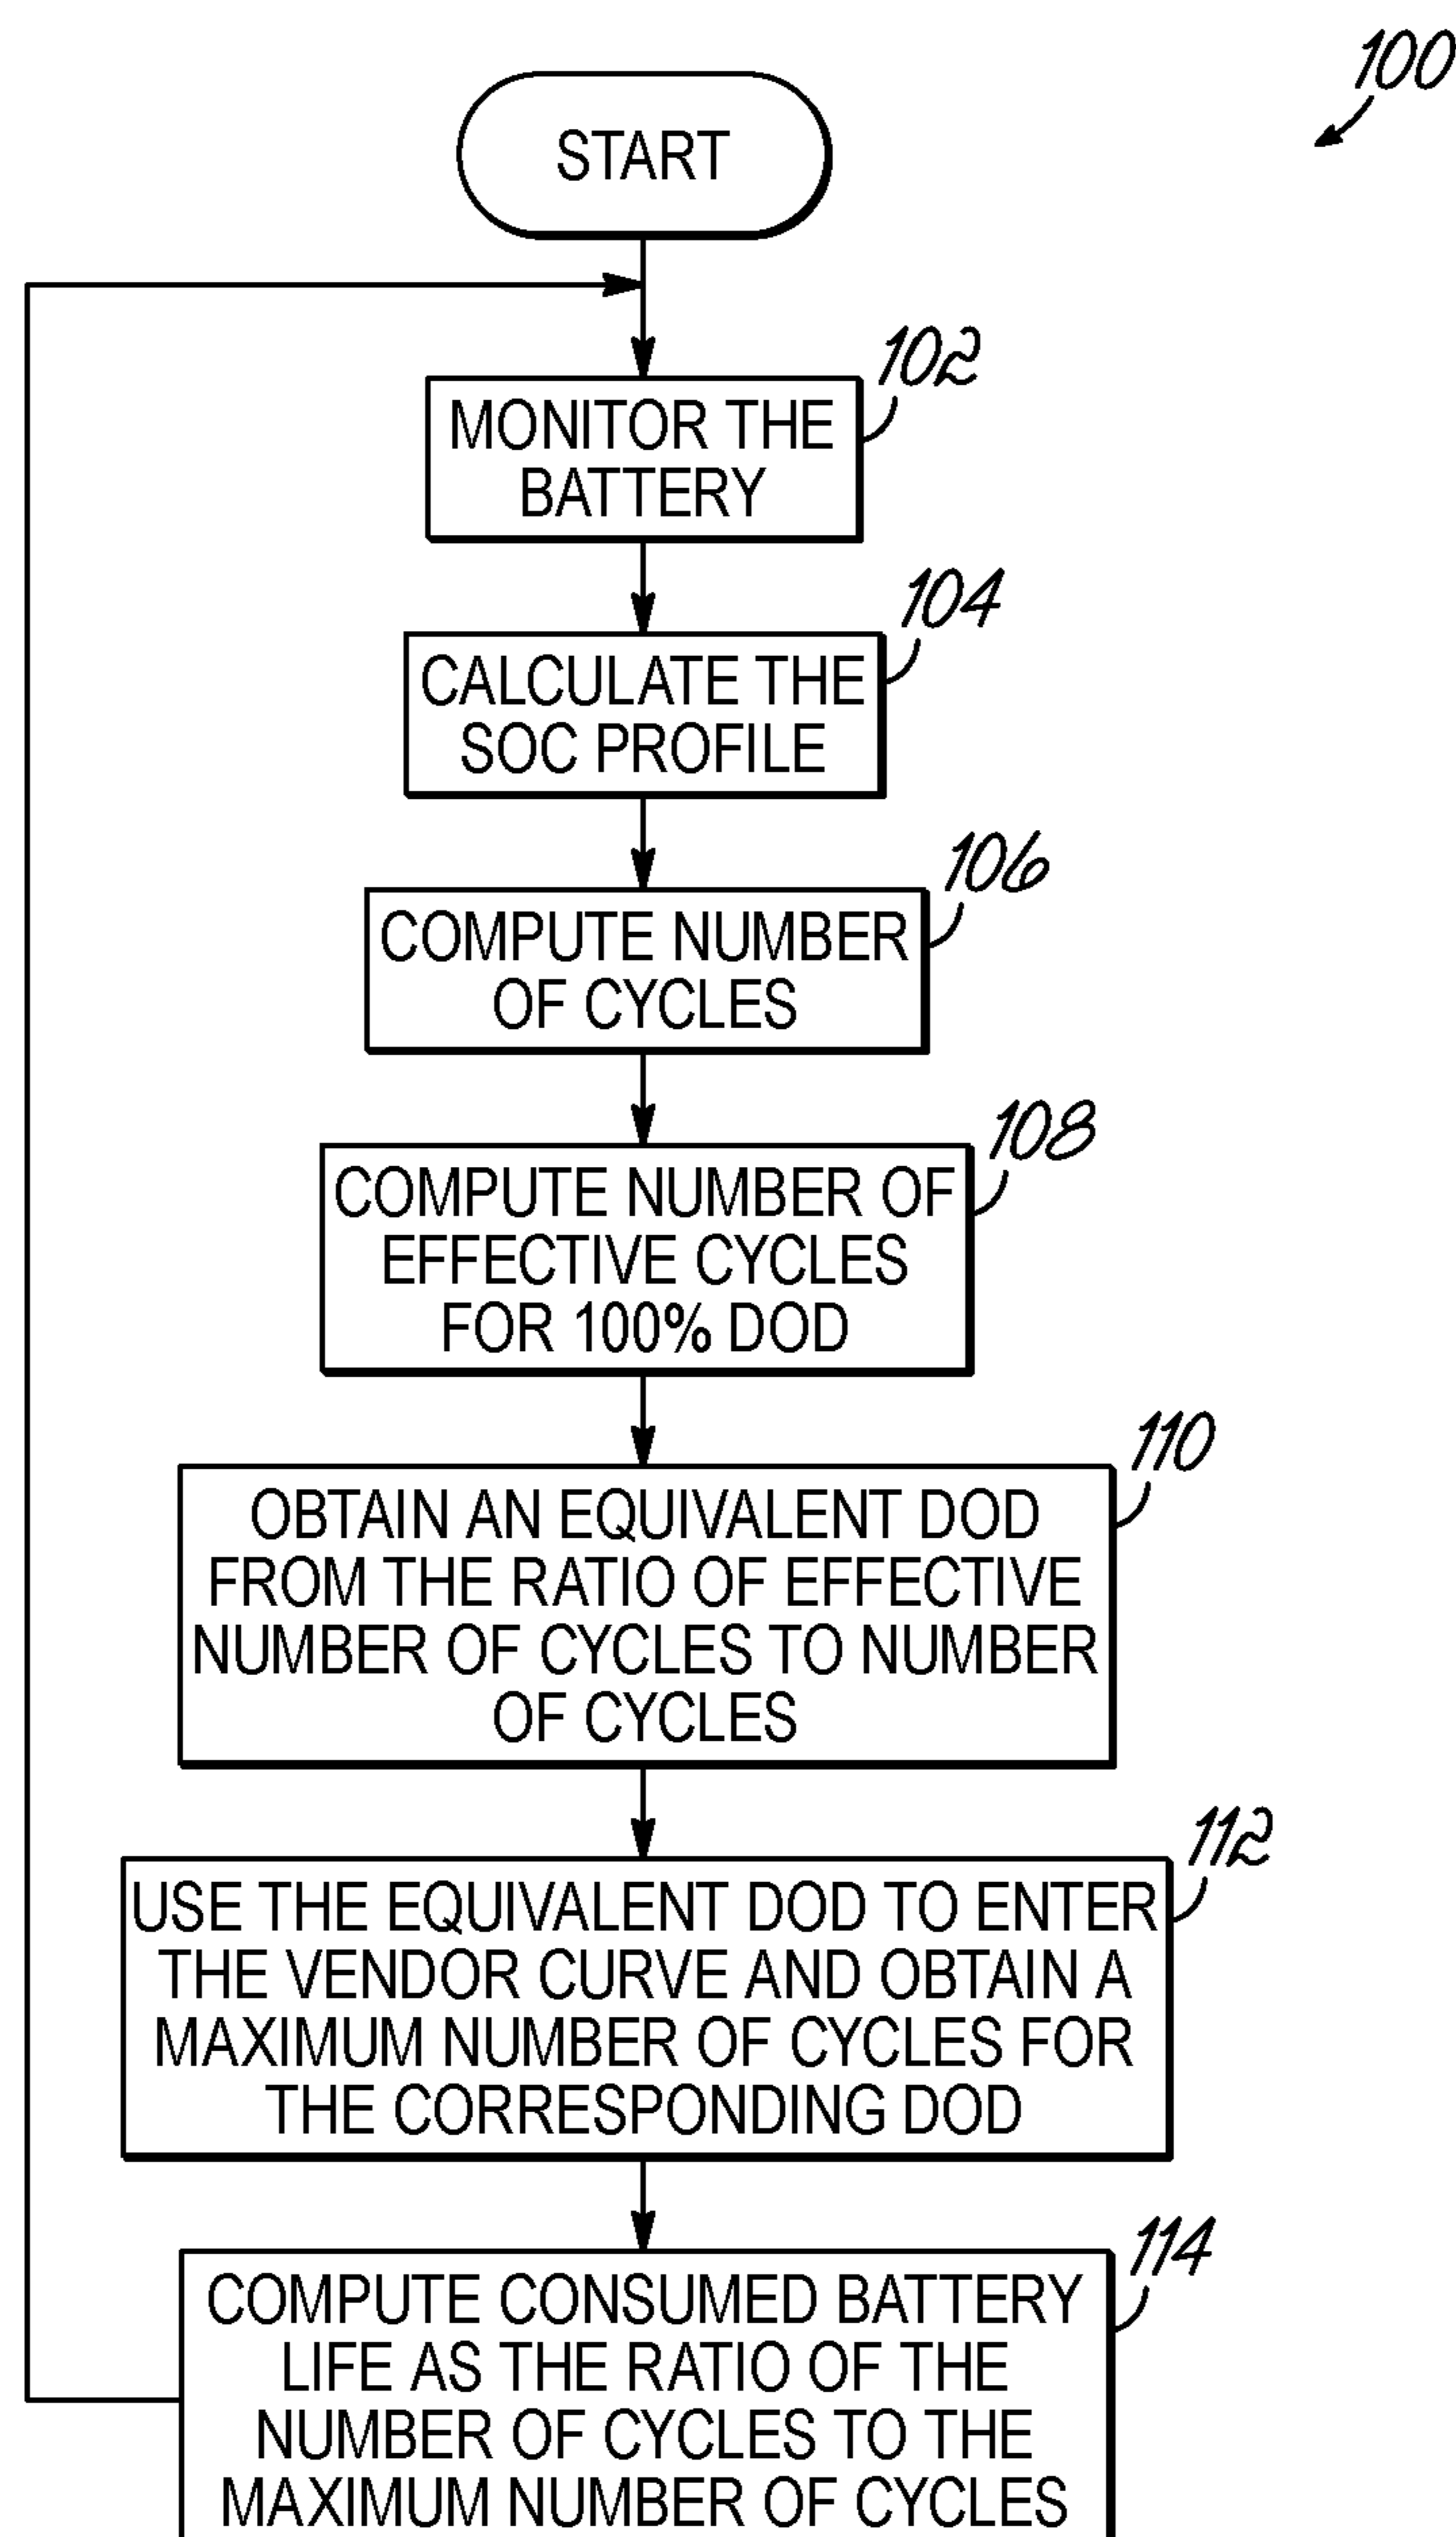 100
START
102
MONITOR THE
BATTERY
104
CALCULATE THE
SOC PROFILE
106
COMPUTE NUMBER
OF CYCLES
108
COMPUTE NUMBER OF
EFFECTIVE CYCLES
FOR 100% DOD
110
OBTAIN AN EQUIVALENT DOD
FROM THE RATIO OF EFFECTIVE
NUMBER OF CYCLES TO NUMBER
OF CYCLES
112
USE THE EQUIVALENT DOD TO ENTER
THE VENDOR CURVE AND OBTAIN A
MAXIMUM NUMBER OF CYCLES FOR
THE CORRESPONDING DOD
114
COMPUTE CONSUMED BATTERY
LIFE AS THE RATIO OF THE
NUMBER OF CYCLES TO THE
MAXIMUM NUMBER OF CYCLES